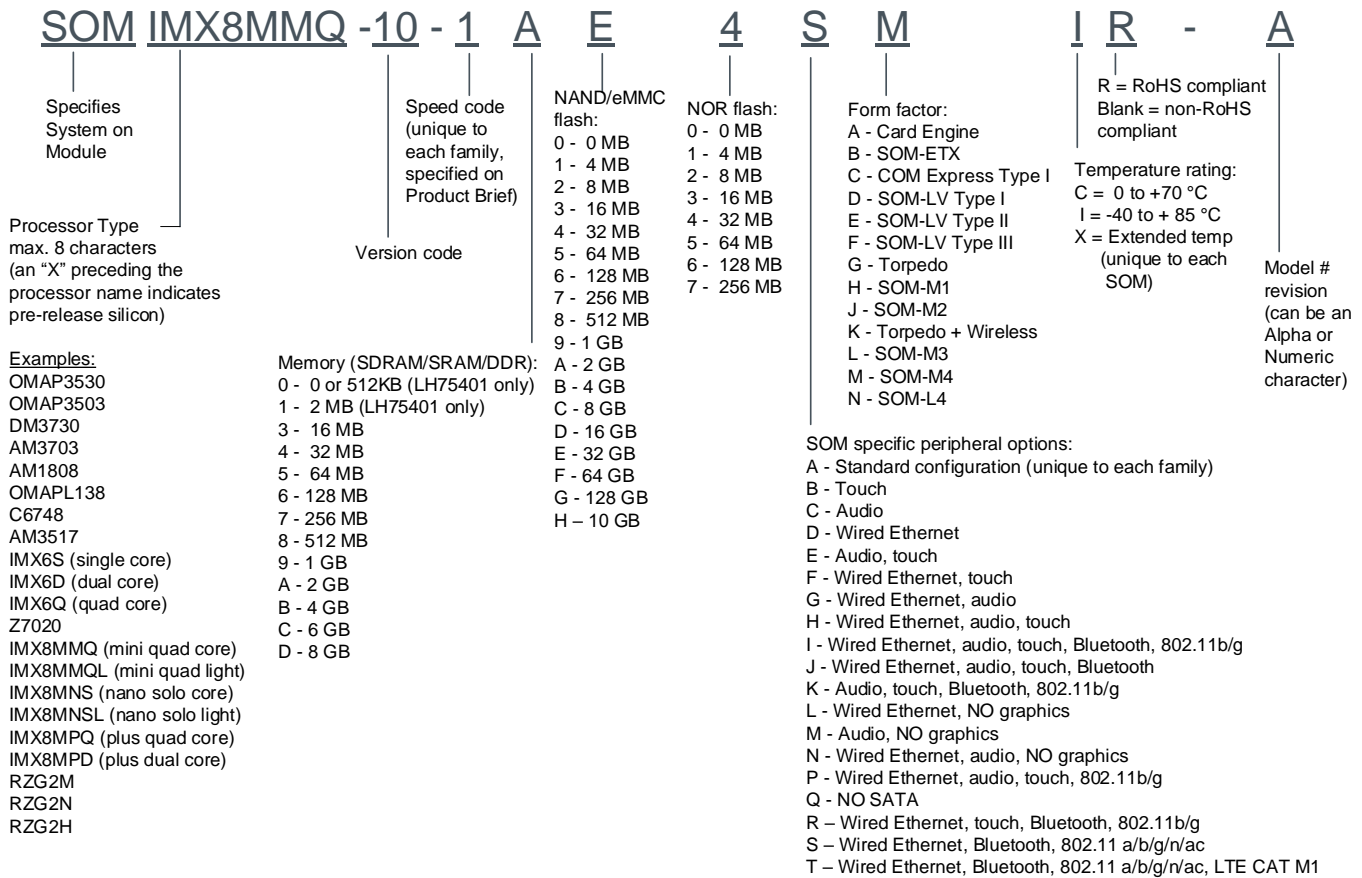 SOM IMX8MMQ -10 - 1 A E 4 S M I R - A
Specifies
System on
Module
Processor Type
max. 8 characters
(an “X” preceding the
processor name indicates
pre-release silicon)
Examples:
OMAP3530
OMAP3503
DM3730
AM3703
AM1808
OMAPL138
C6748
AM3517
IMX6S (single core)
IMX6D (dual core)
IMX6Q (quad core)
Z7020
IMX8MMQ (mini quad core)
IMX8MMQL (mini quad light)
IMX8MNS (nano solo core)
IMX8MNSL (nano solo light)
IMX8MPQ (plus quad core)
IMX8MPD (plus dual core)
RZG2M
RZG2N
RZG2H
Version code
Speed code
(unique to
each family,
specified on
Product Brief)
Memory (SDRAM/SRAM/DDR):
0 - 0 or 512KB (LH75401 only)
1 - 2 MB (LH75401 only)
3 - 16 MB
4 - 32 MB
5 - 64 MB
6 - 128 MB
7 - 256 MB
8 - 512 MB
9 - 1 GB
A - 2 GB
B - 4 GB
C - 6 GB
D - 8 GB
NAND/eMMC
flash:
0 - 0 MB
1 - 4 MB
2 - 8 MB
3 - 16 MB
4 - 32 MB
5 - 64 MB
6 - 128 MB
7 - 256 MB
8 - 512 MB
9 - 1 GB
A - 2 GB
B - 4 GB
C - 8 GB
D - 16 GB
E - 32 GB
F - 64 GB
G - 128 GB
H – 10 GB
NOR flash:
0 - 0 MB
1 - 4 MB
2 - 8 MB
3 - 16 MB
4 - 32 MB
5 - 64 MB
6 - 128 MB
7 - 256 MB
SOM specific peripheral options:
A - Standard configuration (unique to each family)
B - Touch
C - Audio
D - Wired Ethernet
E - Audio, touch
F - Wired Ethernet, touch
G - Wired Ethernet, audio
H - Wired Ethernet, audio, touch
I - Wired Ethernet, audio, touch, Bluetooth, 802.11b/g
J - Wired Ethernet, audio, touch, Bluetooth
K - Audio, touch, Bluetooth, 802.11b/g
L - Wired Ethernet, NO graphics
M - Audio, NO graphics
N - Wired Ethernet, audio, NO graphics
P - Wired Ethernet, audio, touch, 802.11b/g
Q - NO SATA
R – Wired Ethernet, touch, Bluetooth, 802.11b/g
S – Wired Ethernet, Bluetooth, 802.11 a/b/g/n/ac
T – Wired Ethernet, Bluetooth, 802.11 a/b/g/n/ac, LTE CAT M1
Form factor:
A - Card Engine
B - SOM-ETX
C - COM Express Type I
D - SOM-LV Type I
E - SOM-LV Type II
F - SOM-LV Type III
G - Torpedo
H - SOM-M1
J - SOM-M2
K - Torpedo + Wireless
L - SOM-M3
M - SOM-M4
N - SOM-L4
R = RoHS compliant
Blank = non-RoHS
compliant
Temperature rating:
C = 0 to +70 °C
I = -40 to + 85 °C
X = Extended temp
(unique to each
SOM)
Model #
revision
(can be an
Alpha or
Numeric
character)